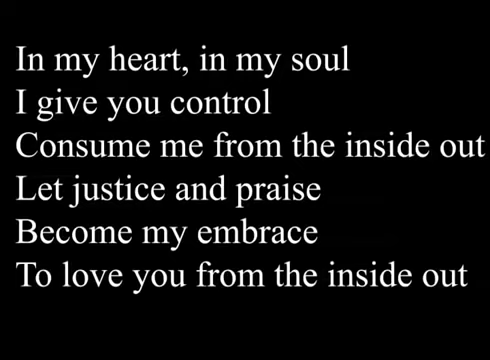 In my heart, in my soul
I give you control
Consume me from the inside out
Let justice and praise
Become my embrace
To love you from the inside out